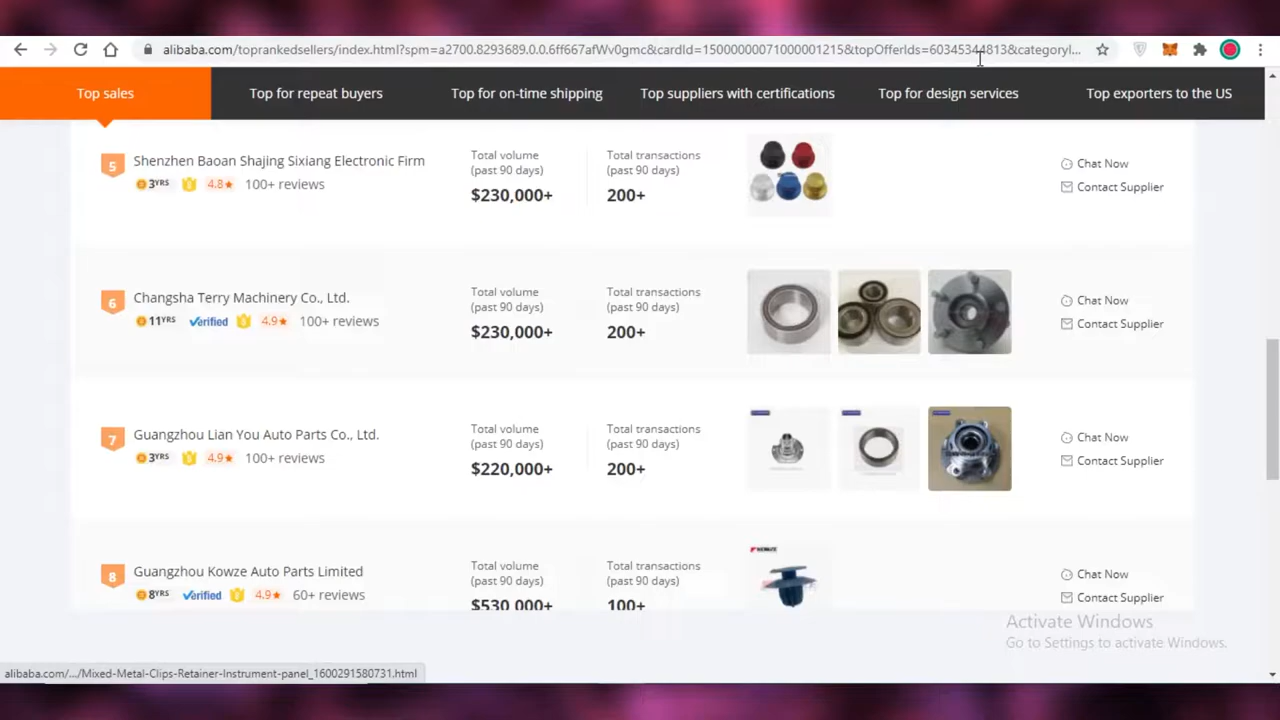 alibaba.com/toprankedsellers/index.html?spm=a2700.8293689.0.0.6ff667afWv0gmc&cardId=15000000071000001215&topOfferIds=60345344813&categoryl...
Top sales
Top for repeat buyers
Top for on-time shipping
Top suppliers with certifications
Top for design services
Top exporters to the US
5
Shenzhen Baoan Shajing Sixiang Electronic Firm
3YRS 4.8★ 100+ reviews
Total volume
(past 90 days)
$230,000+
Total transactions
(past 90 days)
200+
Chat Now
Contact Supplier
6
Changsha Terry Machinery Co., Ltd.
11YRS Verified 4.9★ 100+ reviews
Total volume
(past 90 days)
$230,000+
Total transactions
(past 90 days)
200+
Chat Now
Contact Supplier
7
Guangzhou Lian You Auto Parts Co., Ltd.
3YRS 4.9★ 100+ reviews
Total volume
(past 90 days)
$220,000+
Total transactions
(past 90 days)
200+
Chat Now
Contact Supplier
8
Guangzhou Kowze Auto Parts Limited
8YRS Verified 4.9★ 60+ reviews
Total volume
(past 90 days)
$530,000+
Total transactions
(past 90 days)
100+
Chat Now
Contact Supplier
Activate Windows
Go to Settings to activate Windows.
alibaba.com/.../Mixed-Metal-Clips-Retainer-Instrument-panel_1600291580731.html